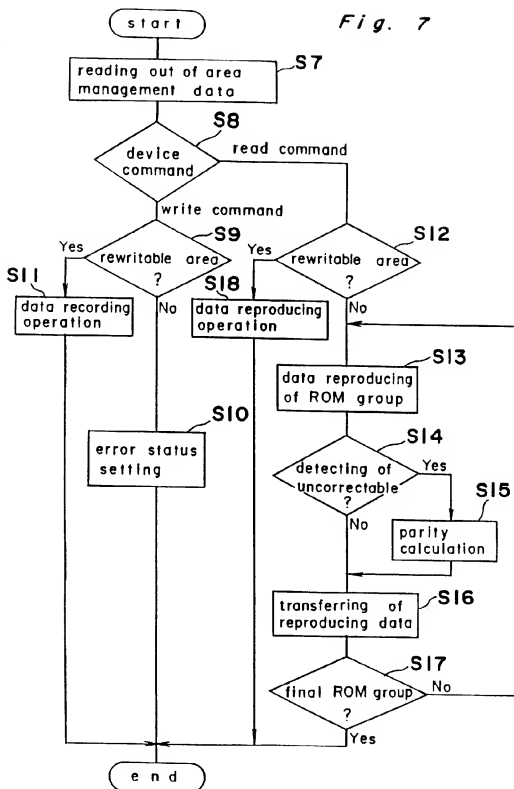 Fig. 7
start
S7
reading out of area
management data
S8
device
command
read command
write command
S9
rewritable area
?
Yes
No
S11
data recording
operation
S10
error status
setting
S12
rewritable area
?
Yes
No
S18
data reproducing
operation
S13
data reproducing
of ROM group
S14
detecting of
uncorrectable
?
Yes
No
S15
parity
calculation
S16
transferring of
reproducing data
S17
final ROM group
?
No
Yes
end